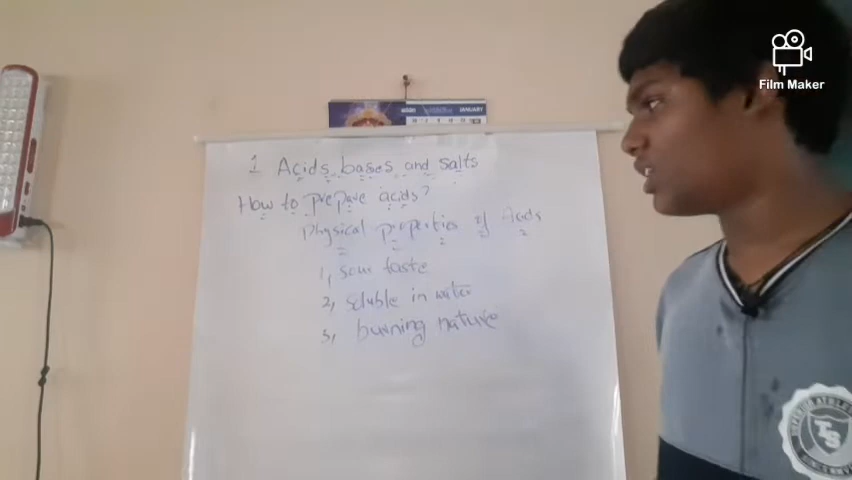 Film Maker
JANUARY
1 Acids bases and salts
How to prepare acids?
Physical properties of Acids
1, sour taste
2, soluble in water
3, burning nature